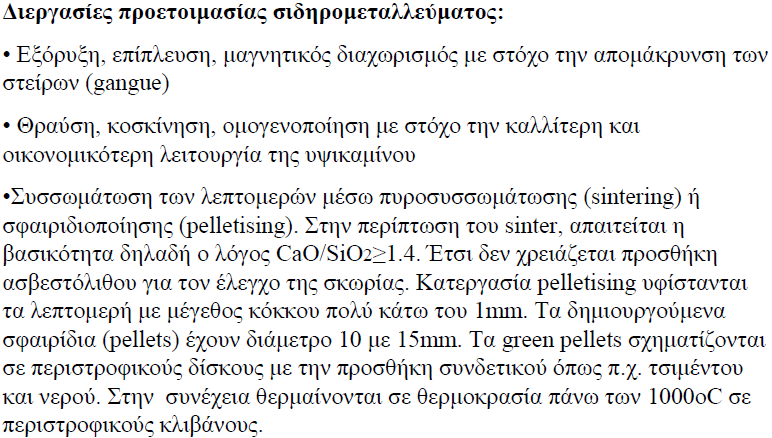 Διεργασίες προετοιμασίας σιδηρομεταλλεύματος:
• Εξόρυξη, επίπλευση, μαγνητικός διαχωρισμός με στόχο την απομάκρυνση των
στείρων (gangue)
• Θραύση, κοσκίνηση, ομογενοποίηση με στόχο την καλλίτερη και
οικονομικότερη λειτουργία της υψικαμίνου
•Συσσωμάτωση των λεπτομερών μέσω πυροσυσσωμάτωσης (sintering) ή
σφαιριδιοποίησης (pelletising). Στην περίπτωση του sinter, απαιτείται η
βασικότητα δηλαδή ο λόγος CaO/SiO2≥1.4. Έτσι δεν χρειάζεται προσθήκη
ασβεστόλιθου για τον έλεγχο της σκωρίας. Κατεργασία pelletising υφίστανται
τα λεπτομερή με μέγεθος κόκκου πολύ κάτω του 1mm. Τα δημιουργούμενα
σφαιρίδια (pellets) έχουν διάμετρο 10 με 15mm. Τα green pellets σχηματίζονται
σε περιστροφικούς δίσκους με την προσθήκη συνδετικού όπως π.χ. τσιμέντου
και νερού. Στην συνέχεια θερμαίνονται σε θερμοκρασία πάνω των 1000oC σε
περιστροφικούς κλιβάνους.